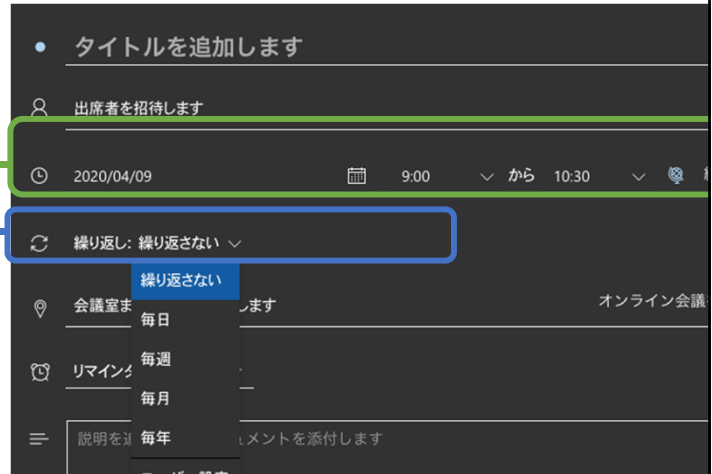 タイトルを追加します
出席者を招待します
2020/04/09 9:00 から 10:30
繰り返し: 繰り返さない
繰り返さない
会議室ま します オンライン会議
毎日
毎週
リマイン
毎月
説明を追 毎年 ュメントを添付します